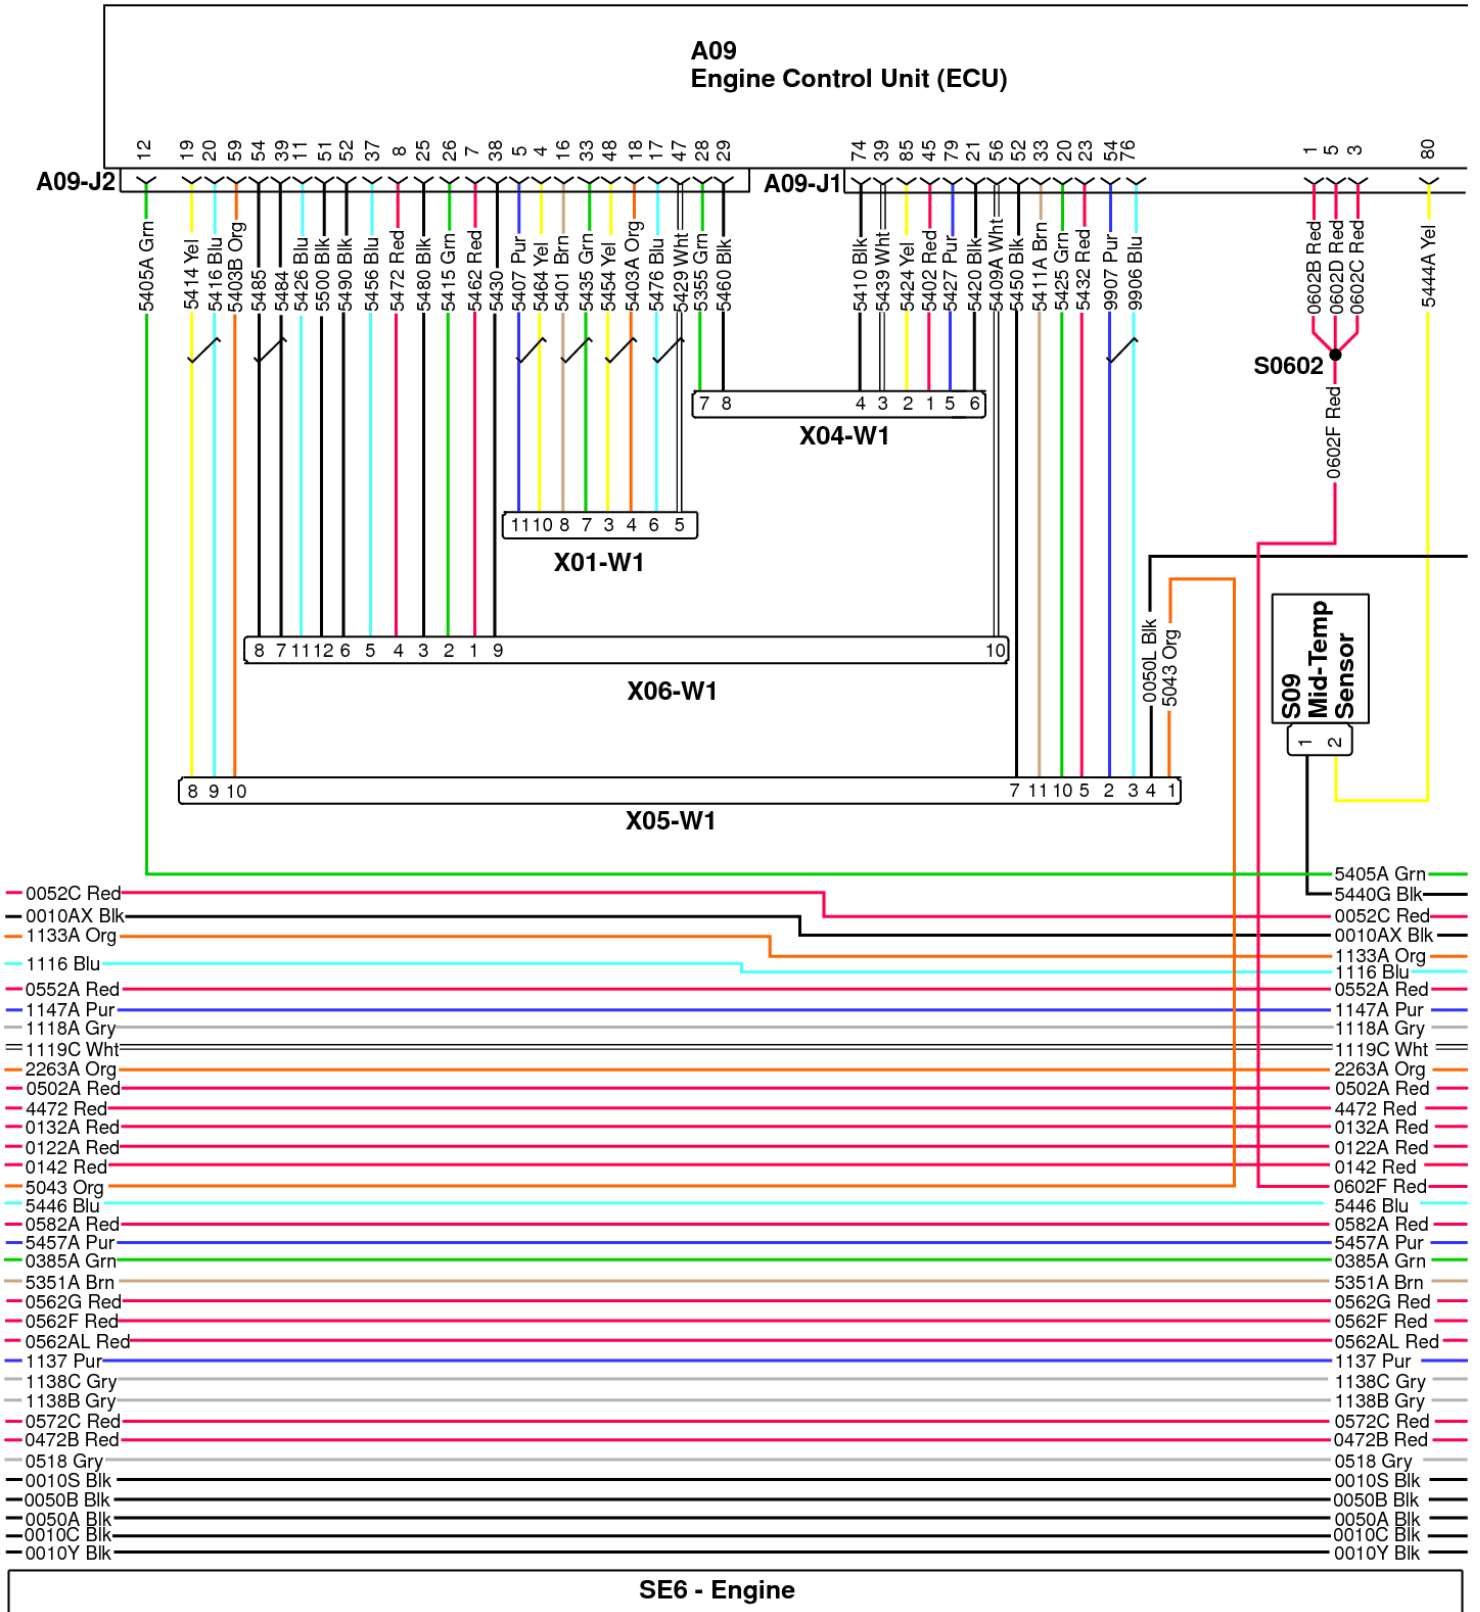 A09
Engine Control Unit (ECU)
12 19 20 59 54 39 11 51 52 37 8 25 26 7 38 5 4 16 33 48 18 17 47 28 29
74 39 85 45 79 21 56 52 33 20 23 54 76 1 5 3 80
A09-J2
A09-J1
5405A Grn
5414 Yel
5416 Blu
5403B Org
5485
5484
5426 Blu
5500 Blk
5490 Blk
5456 Blu
5472 Red
5480 Blk
5415 Grn
5462 Red
5430
5407 Pur
5464 Yel
5401 Brn
5435 Grn
5454 Yel
5403A Org
5476 Blu
5429 Wht
5355 Grn
5460 Blk
5410 Blk
5439 Wht
5424 Yel
5402 Red
5427 Pur
5420 Blk
5409A Wht
5450 Blk
5411A Brn
5425 Grn
5432 Red
9907 Pur
9906 Blu
0602B Red
0602D Red
0602C Red
5444A Yel
S0602
7 8 4 3 2 1 5 6
X04-W1
0602F Red
11 10 8 7 3 4 6 5
X01-W1
8 7 11 12 6 5 4 3 2 1 9 10
X06-W1
0050L Blk
5043 Org
S09
Mid-Temp
Sensor
1 2
8 9 10 7 11 10 5 2 3 4 1
X05-W1
5405A Grn
5440G Blk
0052C Red 0052C Red
0010AX Blk 0010AX Blk
1133A Org 1133A Org
1116 Blu 1116 Blu
0552A Red 0552A Red
1147A Pur 1147A Pur
1118A Gry 1118A Gry
1119C Wht 1119C Wht
2263A Org 2263A Org
0502A Red 0502A Red
4472 Red 4472 Red
0132A Red 0132A Red
0122A Red 0122A Red
0142 Red 0142 Red
5043 Org 0602F Red
5446 Blu 5446 Blu
0582A Red 0582A Red
5457A Pur 5457A Pur
0385A Grn 0385A Grn
5351A Brn 5351A Brn
0562G Red 0562G Red
0562F Red 0562F Red
0562AL Red 0562AL Red
1137 Pur 1137 Pur
1138C Gry 1138C Gry
1138B Gry 1138B Gry
0572C Red 0572C Red
0472B Red 0472B Red
0518 Gry 0518 Gry
0010S Blk 0010S Blk
0050B Blk 0050B Blk
0050A Blk 0050A Blk
0010C Blk 0010C Blk
0010Y Blk 0010Y Blk
SE6 - Engine